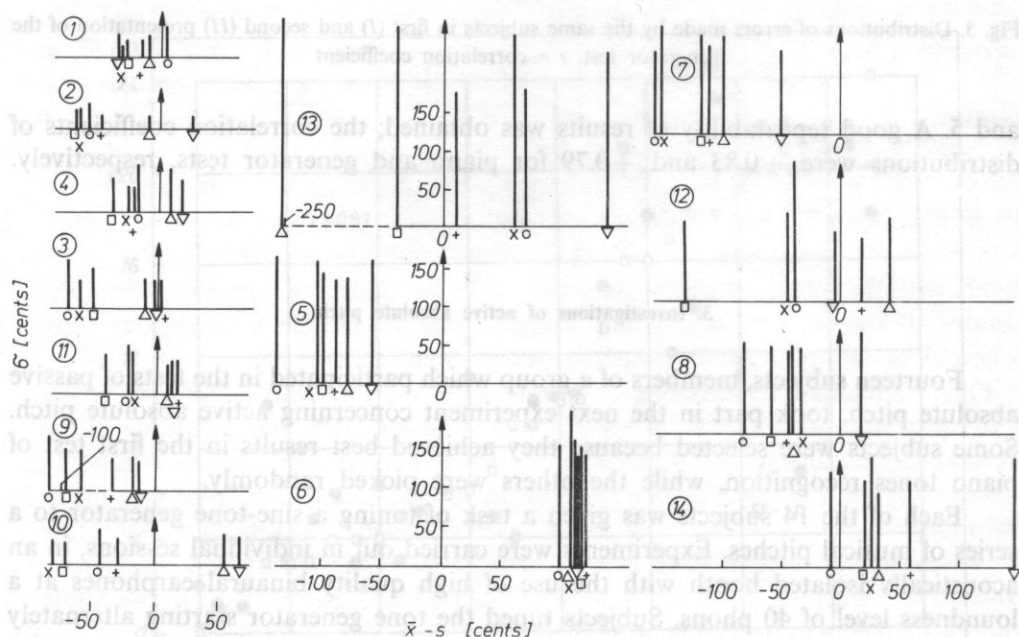 Fig. 3. Distributions of errors made by the same subjects in first (I) and second (II) presentation of the
test. r = correlation coefficient
1
2
4
3
11
9
-100
10
σ [cents]
-50
0
50
13
150
100
50
0
-250
5
150
100
50
0
6
150
100
50
-100
-50
0
50
100
x - s [cents]
7
0
12
0
8
14
-100
-50
0
50
100
and 5. A good repeatability of results was obtained; the correlation coefficients of
distributions were + 0.83 and + 0.79 for piano and generator tests, respectively.
3. Investigations of active absolute pitch
Fourteen subjects, members of a group which participated in the tests of passive
absolute pitch, took part in the next experiment concerning active absolute pitch.
Some subjects were selected because they achieved best results in the first test of
piano tones recognition, while the others were picked randomly.
Each of the 14 subjects was given a task of tuning a sine-tone generator to a
series of musical pitches. Experiments were carried out in individual sessions, in an
acoustically isolated booth with the use of high quality binaural earphones at a
loudness level of 40 phons. Subjects tuned the tone generator starting alternately